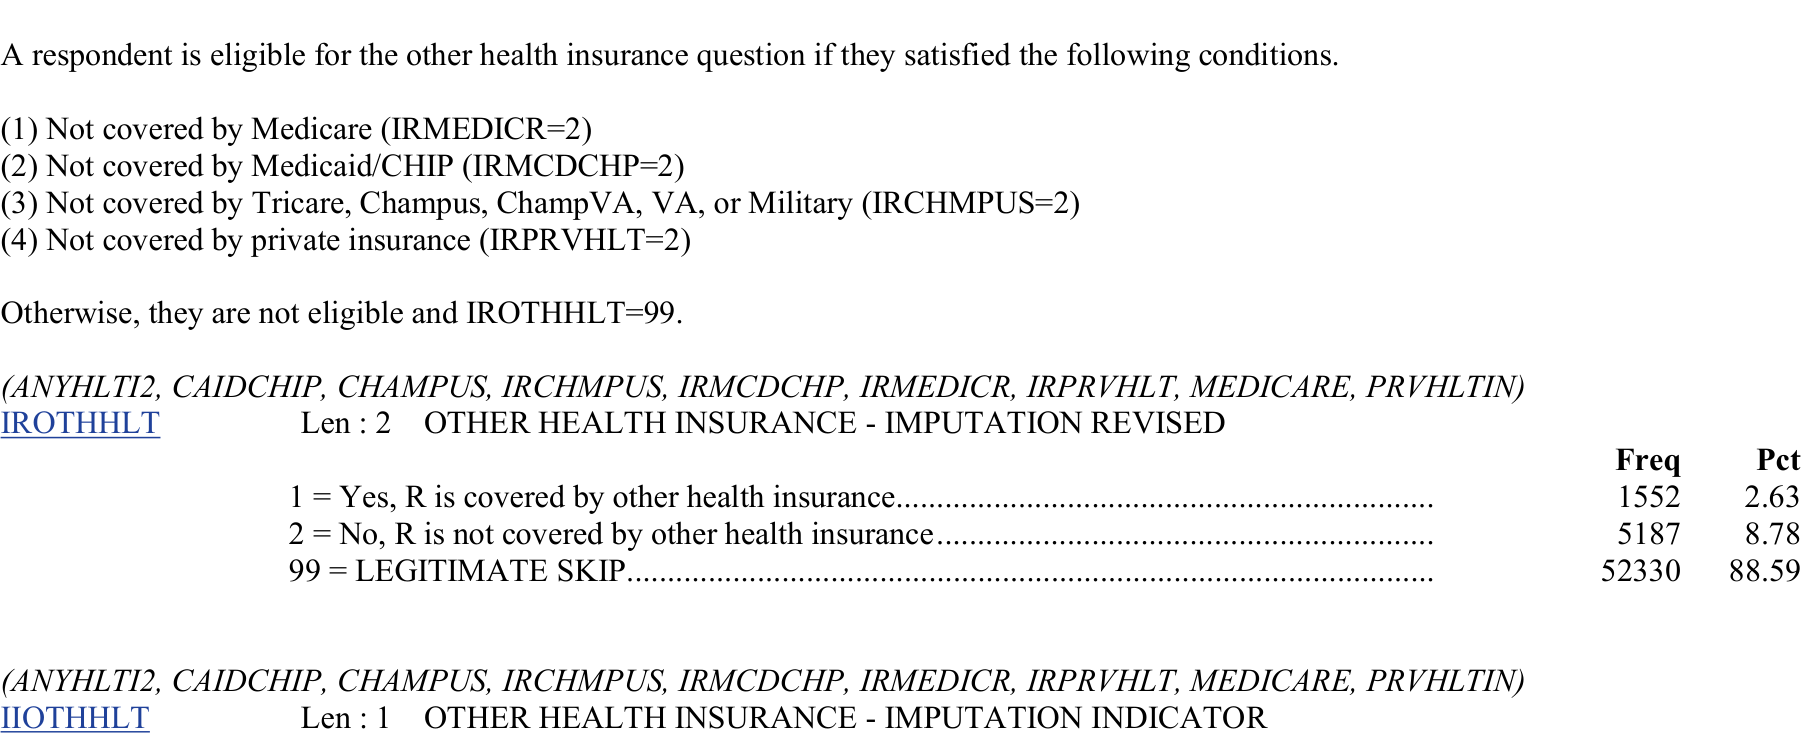 A respondent is eligible for the other health insurance question if they satisfied the following conditions.
(1) Not covered by Medicare (IRMEDICR=2)
(2) Not covered by Medicaid/CHIP (IRMCDCHP=2)
(3) Not covered by Tricare, Champus, ChampVA, VA, or Military (IRCHMPUS=2)
(4) Not covered by private insurance (IRPRVHLT=2)
Otherwise, they are not eligible and IROTHHLT=99.
(ANYHLTI2, CAIDCHIP, CHAMPUS, IRCHMPUS, IRMCDCHP, IRMEDICR, IRPRVHLT, MEDICARE, PRVHLTIN)
IROTHHLT Len : 2 OTHER HEALTH INSURANCE - IMPUTATION REVISED
Freq Pct
1 = Yes, R is covered by other health insurance.................................................................. 1552 2.63
2 = No, R is not covered by other health insurance............................................................. 5187 8.78
99 = LEGITIMATE SKIP................................................................................................... 52330 88.59
(ANYHLTI2, CAIDCHIP, CHAMPUS, IRCHMPUS, IRMCDCHP, IRMEDICR, IRPRVHLT, MEDICARE, PRVHLTIN)
IIOTHHLT Len : 1 OTHER HEALTH INSURANCE - IMPUTATION INDICATOR